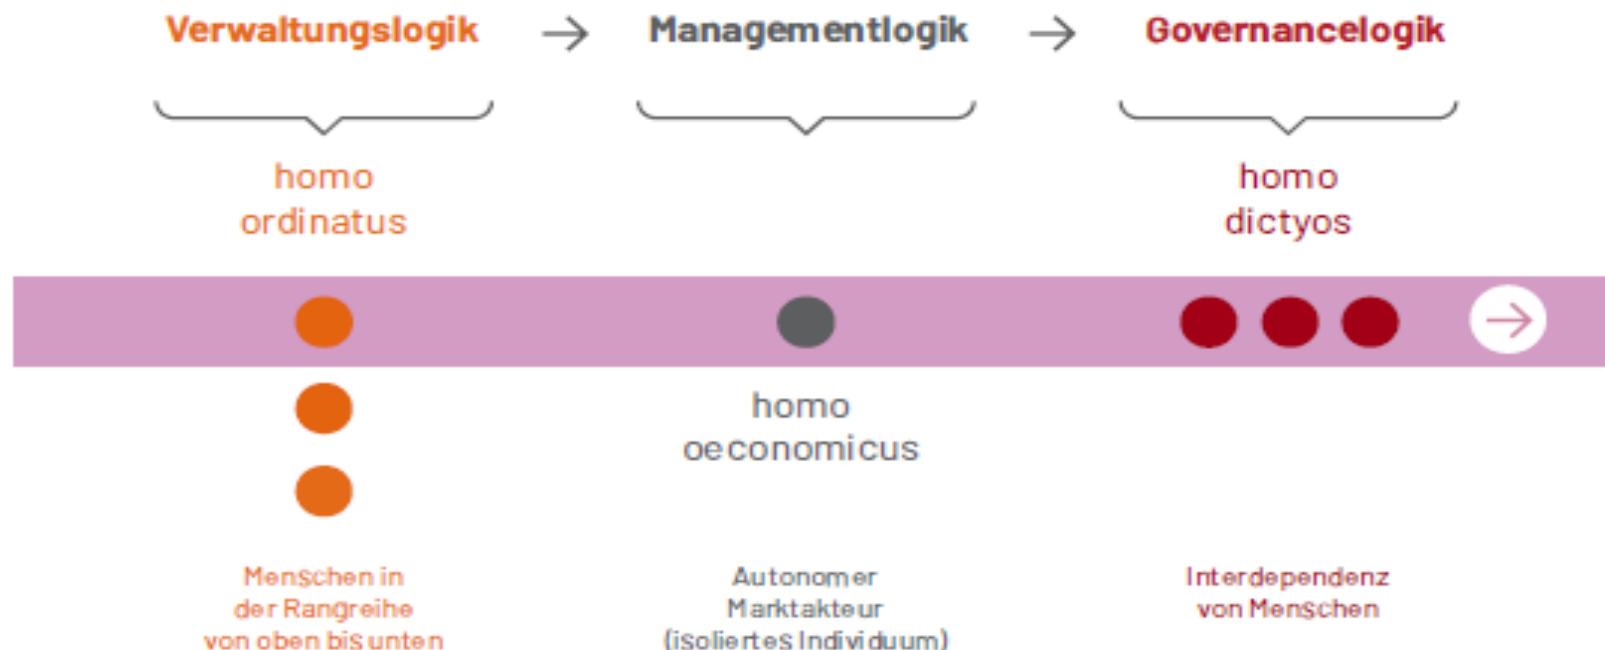 Verwaltungslogik → Managementlogik → Governancelogik
homo
ordinatus
homo
dictyos
homo
oeconomicus
Menschen in
der Rangreihe
von oben bis unten
Autonomer
Marktakteur
(isoliertes Individuum)
Interdependenz
von Menschen